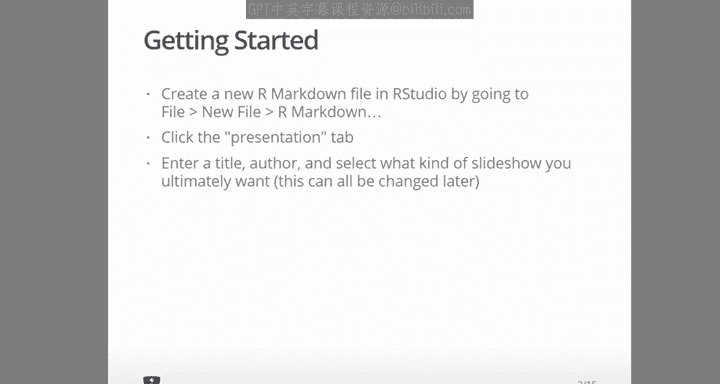 GPT中英字幕课程资源@bilibili.com
Getting Started
· Create a new R Markdown file in RStudio by going to
File > New File > R Markdown…
· Click the "presentation" tab
· Enter a title, author, and select what kind of slideshow you
ultimately want (this can all be changed later)